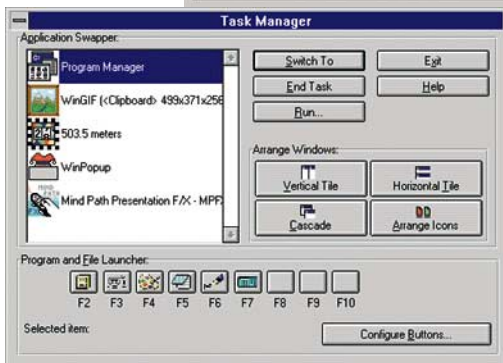 Task Manager
Application Swapper:
Program Manager
WinGIF (<Clipboard> 499x371x256
503.5 meters
WinPopup
Mind Path Presentation F/X - MPF
Switch To
Exit
End Task
Help
Run...
Arrange Windows:
Vertical Tile
Horizontal Tile
Cascade
Arrange Icons
Program and File Launcher:
F2 F3 F4 F5 F6 F7 F8 F9 F10
Selected item:
Configure Buttons...